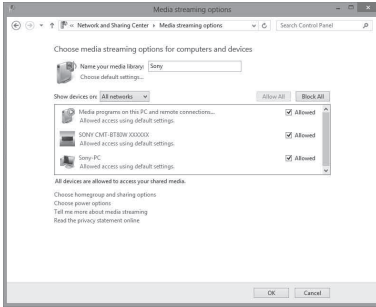 Media streaming options
« Network and Sharing Center ▸ Media streaming options
Search Control Panel
Choose media streaming options for computers and devices
Name your media library: Sony
Choose default settings...
Show devices on: All networks
Allow All
Block All
Media programs on this PC and remote connections...
Allowed access using default settings.
Allowed
SONY CMT-BT80W XXXXXX
Allowed access using default settings.
Allowed
Sony-PC
Allowed access using default settings.
Allowed
All devices are allowed to access your shared media.
Choose homegroup and sharing options
Choose power options
Tell me more about media streaming
Read the privacy statement online
OK
Cancel